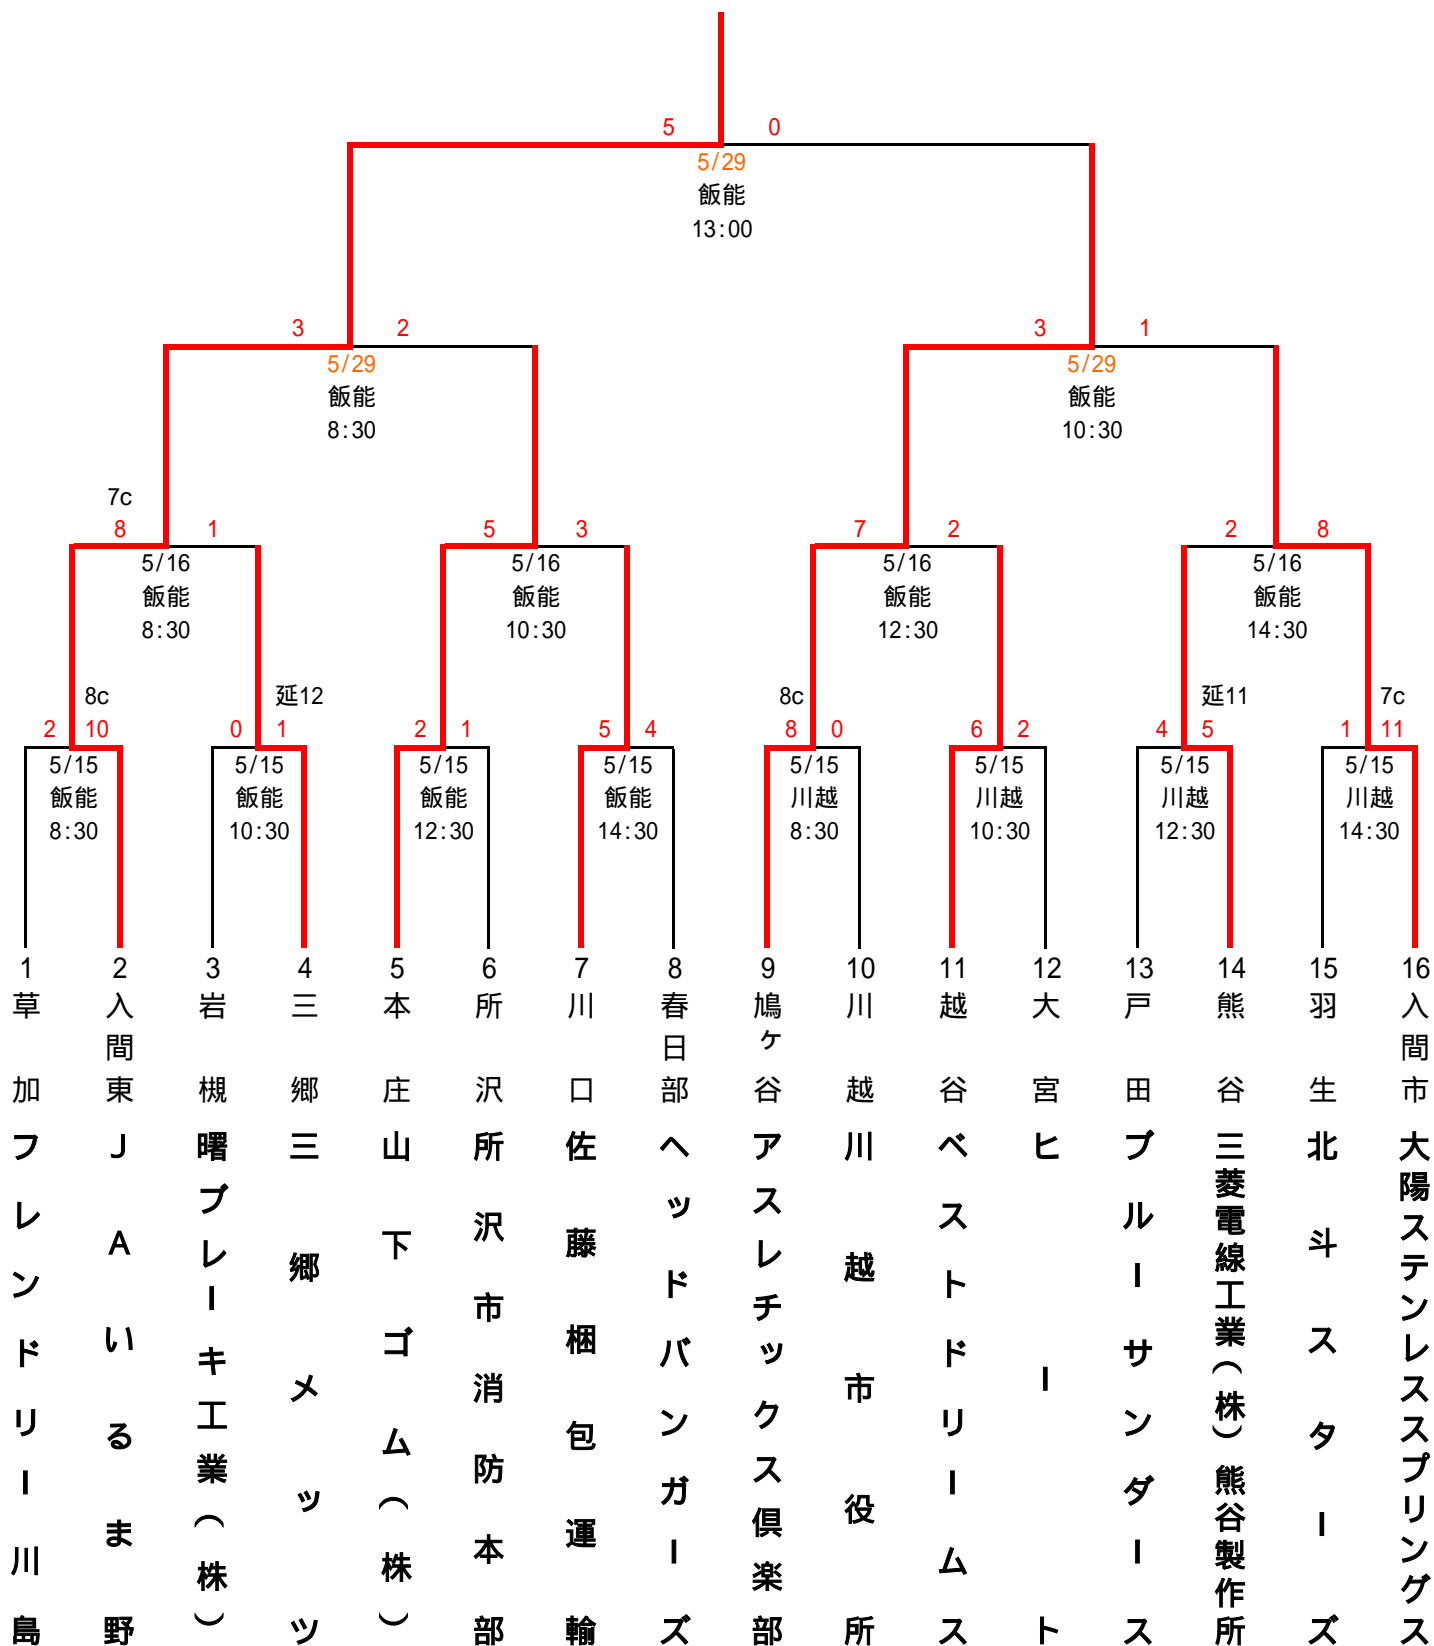 5 0
5/29
飯能
13:00
3 2
5/29
飯能
8:30
3 1
5/29
飯能
10:30
7c
8 1
5/16
飯能
8:30
5 3
5/16
飯能
10:30
7 2
5/16
飯能
12:30
2 8
5/16
飯能
14:30
8c
2 10
5/15
飯能
8:30
延12
0 1
5/15
飯能
10:30
2 1
5/15
飯能
12:30
5 4
5/15
飯能
14:30
8c
8 0
5/15
川越
8:30
6 2
5/15
川越
10:30
延11
4 5
5/15
川越
12:30
7c
1 11
5/15
川越
14:30
1
草加
フレンドリー川島
2
入間東
JAいるま野
3
岩槻
曙ブレーキ工業(株)
4
三郷
三郷メッツ
5
本庄
山下ゴム(株)
6
所沢
所沢市消防本部
7
川口
佐藤梱包運輸
8
春日部
ヘッドバンガーズ
9
鳩ヶ谷
アスレチックス倶楽部
10
川越
川越市役所
11
越谷
ベストドリームス
12
大宮
ヒート
13
戸田
ブルーサンダース
14
熊谷
三菱電線工業(株)熊谷製作所
15
羽生
北斗スターズ
16
入間市
大陽ステンレススプリングス